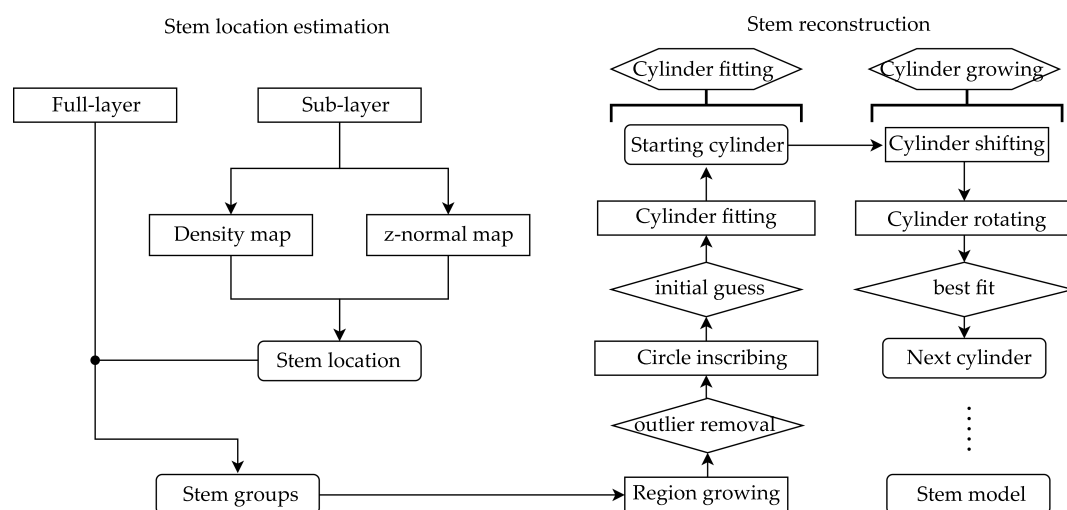 Stem location estimation
Full-layer
Sub-layer
Density map
z-normal map
Stem location
Stem groups
Stem reconstruction
Cylinder fitting
Starting cylinder
Cylinder fitting
initial guess
Circle inscribing
outlier removal
Region growing
Cylinder growing
Cylinder shifting
Cylinder rotating
best fit
Next cylinder
Stem model